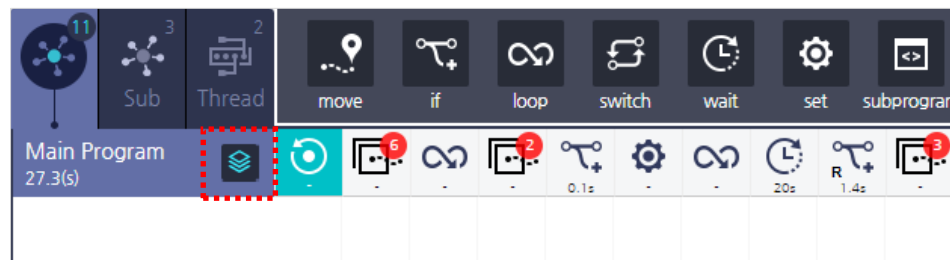 11
3
2
Sub
Thread
move
if
loop
switch
wait
set
subprogram
Main Program
27.3(s)
6
2
3
R
-
-
-
-
0.1s
-
-
20s
1.4s
-